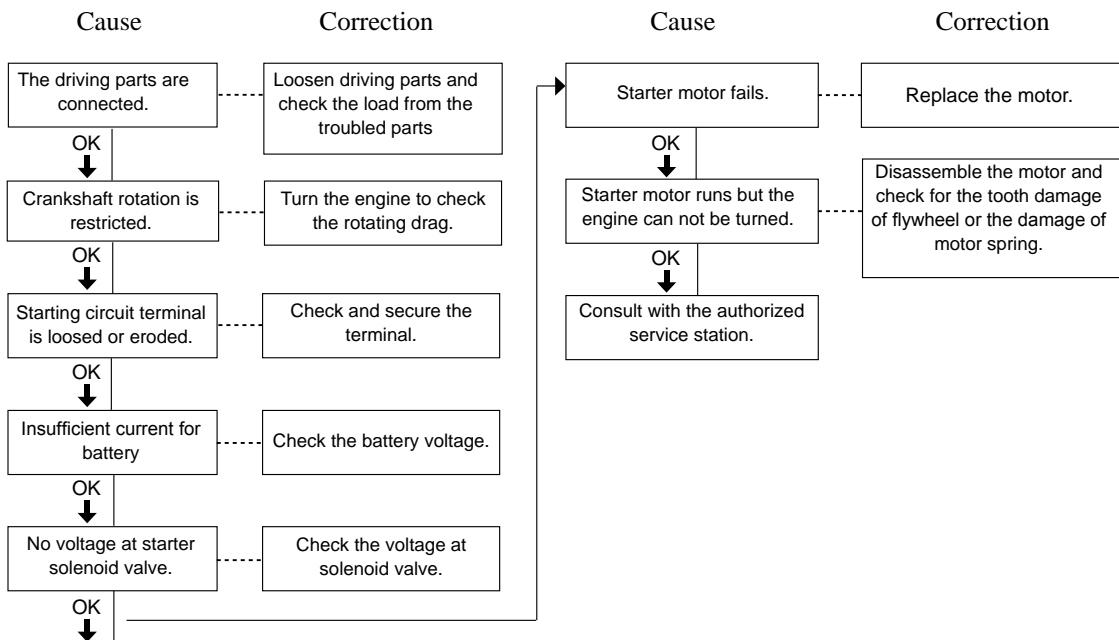 Cause
Correction
The driving parts are
connected.
Loosen driving parts and
check the load from the
troubled parts
OK
Crankshaft rotation is
restricted.
Turn the engine to check
the rotating drag.
OK
Starting circuit terminal
is loosed or eroded.
Check and secure the
terminal.
OK
Insufficient current for
battery
Check the battery voltage.
OK
No voltage at starter
solenoid valve.
Check the voltage at
solenoid valve.
OK
Cause
Correction
Starter motor fails.
Replace the motor.
OK
Starter motor runs but the
engine can not be turned.
Disassemble the motor and
check for the tooth damage
of flywheel or the damage of
motor spring.
OK
Consult with the authorized
service station.